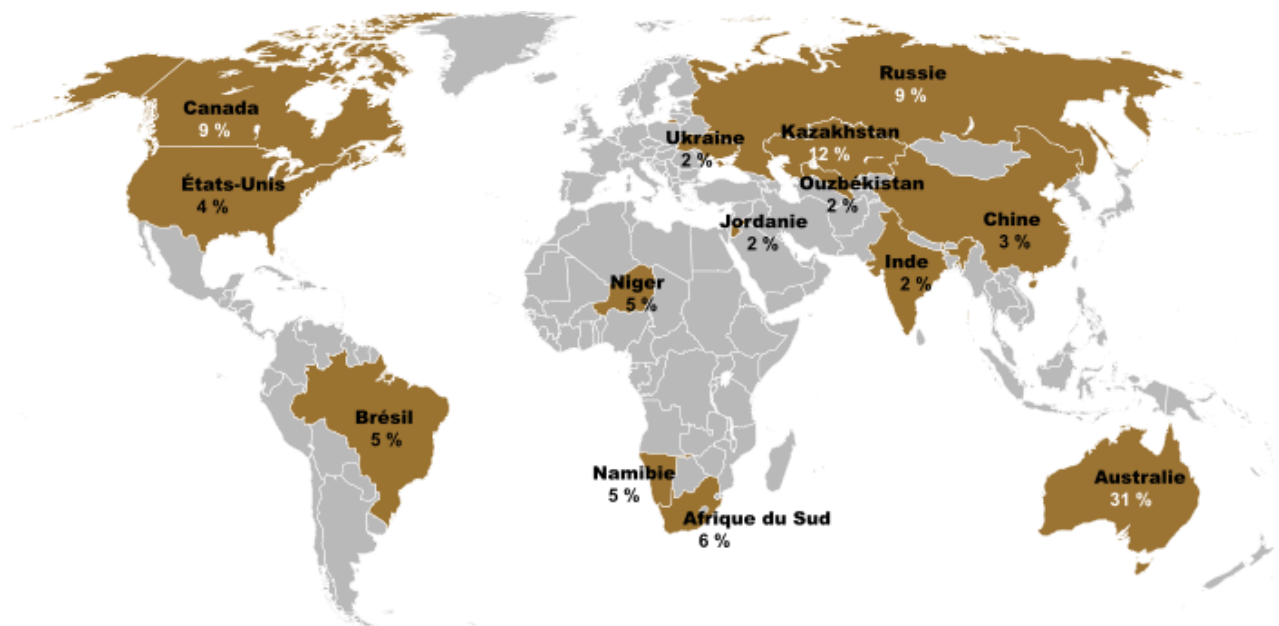 Canada
9 %
États-Unis
4 %
Brésil
5 %
Russie
9 %
Ukraine
2 %
Kazakhstan
12 %
Ouzbékistan
2 %
Jordanie
2 %
Chine
3 %
Inde
2 %
Niger
5 %
Namibie
5 %
Afrique du Sud
6 %
Australie
31 %